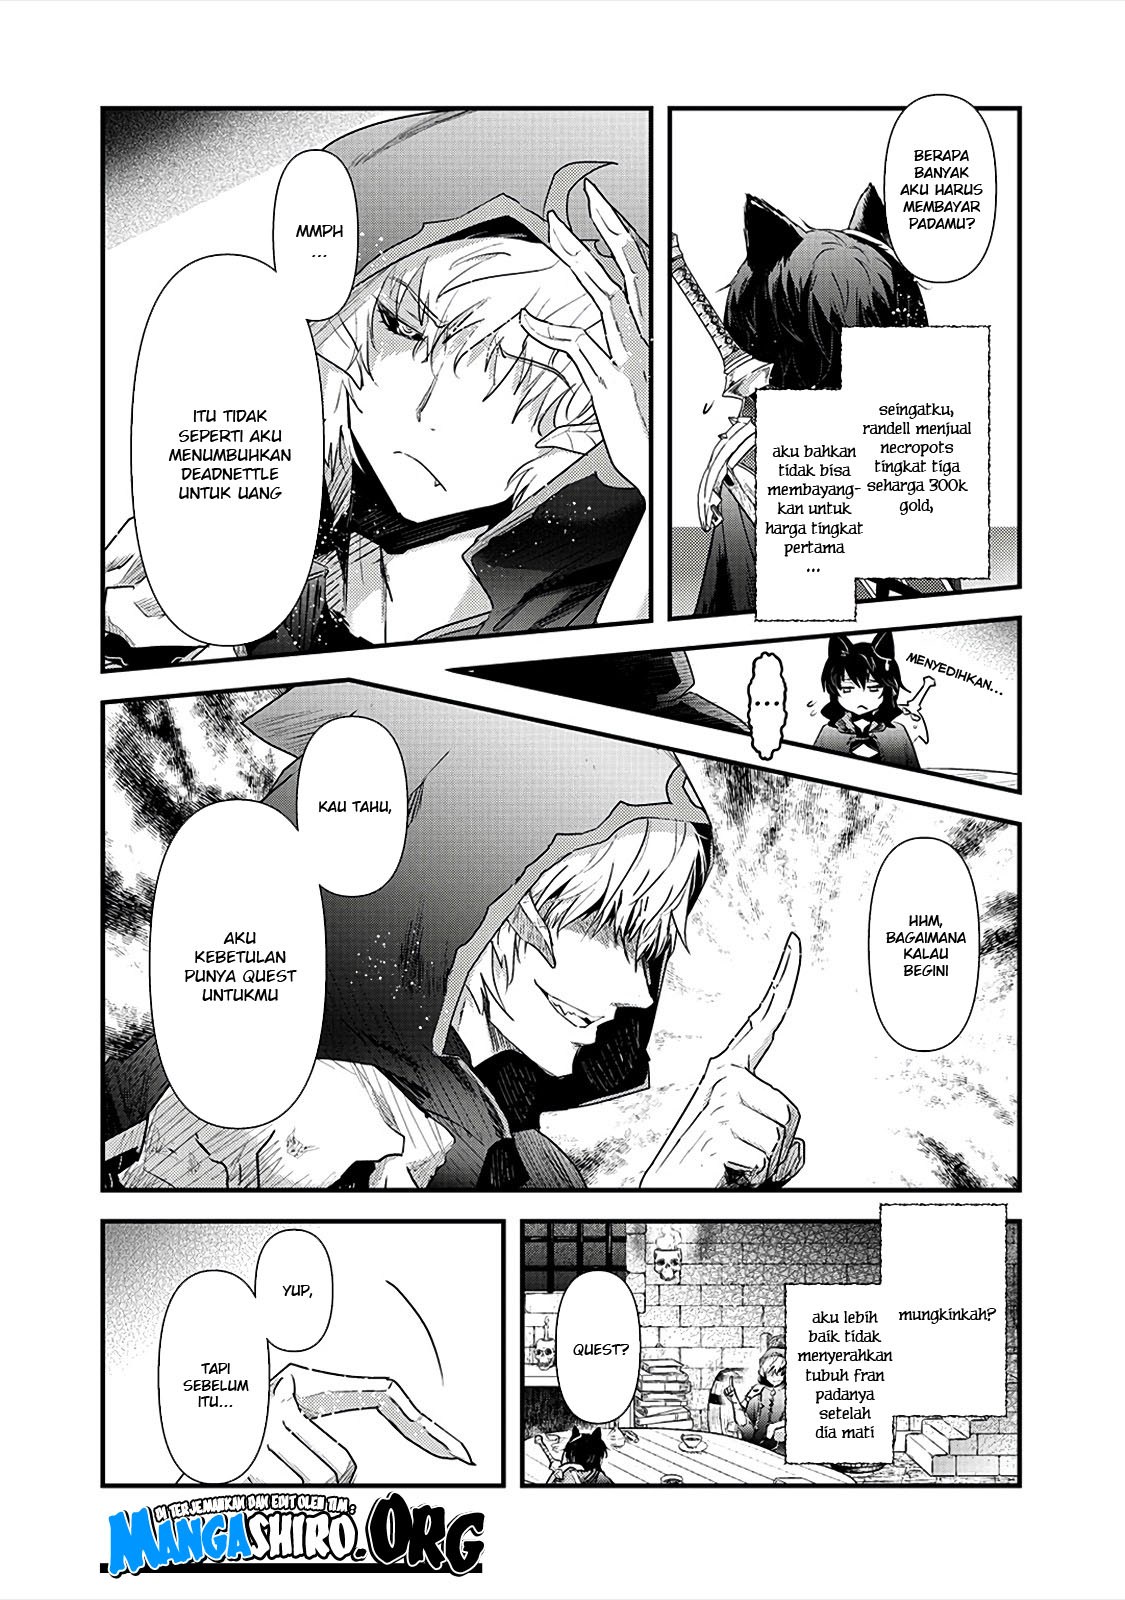 BERAPA
BANYAK
AKU HARUS
MEMBAYAR
PADAMU?
seingatku,
randell menjual
necropots
tingkat tiga
seharga 300k
gold,
aku bahkan
tidak bisa
membayang-
kan untuk
harga tingkat
pertama
...
MMPH
...
ITU TIDAK
SEPERTI AKU
MENUMBUHKAN
DEADNETTLE
UNTUK UANG
MENYEDIHKAN...
....
HHM,
BAGAIMANA
KALAU
BEGINI
KAU TAHU,
AKU
KEBETULAN
PUNYA QUEST
UNTUKMU
mungkinkah?
aku lebih
baik tidak
menyerahkan
tubuh fran
padanya
setelah
dia mati
QUEST?
YUP,
TAPI
SEBELUM
ITU...
DI TERJEMAHKAN DAN EDIT OLEH TIM :
MANGASHIRO.ORG